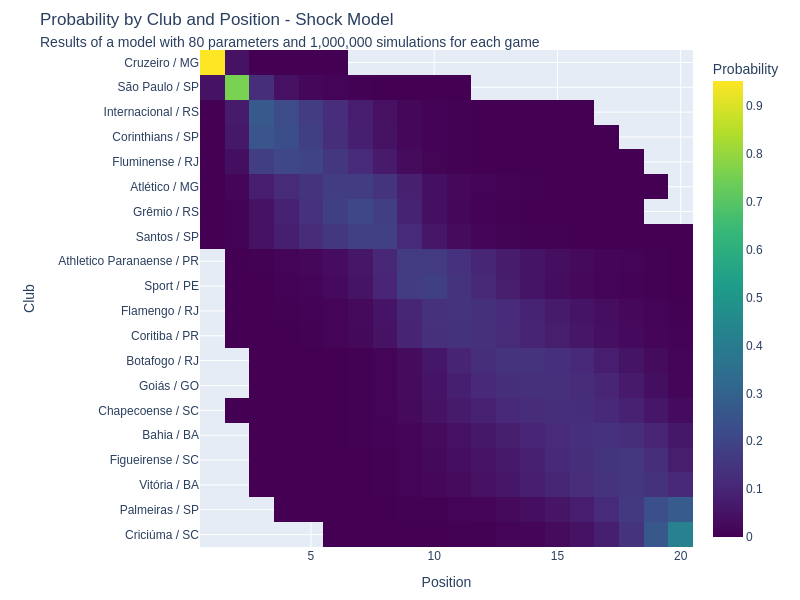 Probability by Club and Position - Shock Model
Results of a model with 80 parameters and 1,000,000 simulations for each game
Probability
Cruzeiro / MG
São Paulo / SP
Internacional / RS
Corinthians / SP
Fluminense / RJ
Atlético / MG
Grêmio / RS
Santos / SP
Athletico Paranaense / PR
Sport / PE
Flamengo / RJ
Coritiba / PR
Botafogo / RJ
Goiás / GO
Chapecoense / SC
Bahia / BA
Figueirense / SC
Vitória / BA
Palmeiras / SP
Criciúma / SC
Club
5
10
15
20
Position
0.9
0.8
0.7
0.6
0.5
0.4
0.3
0.2
0.1
0